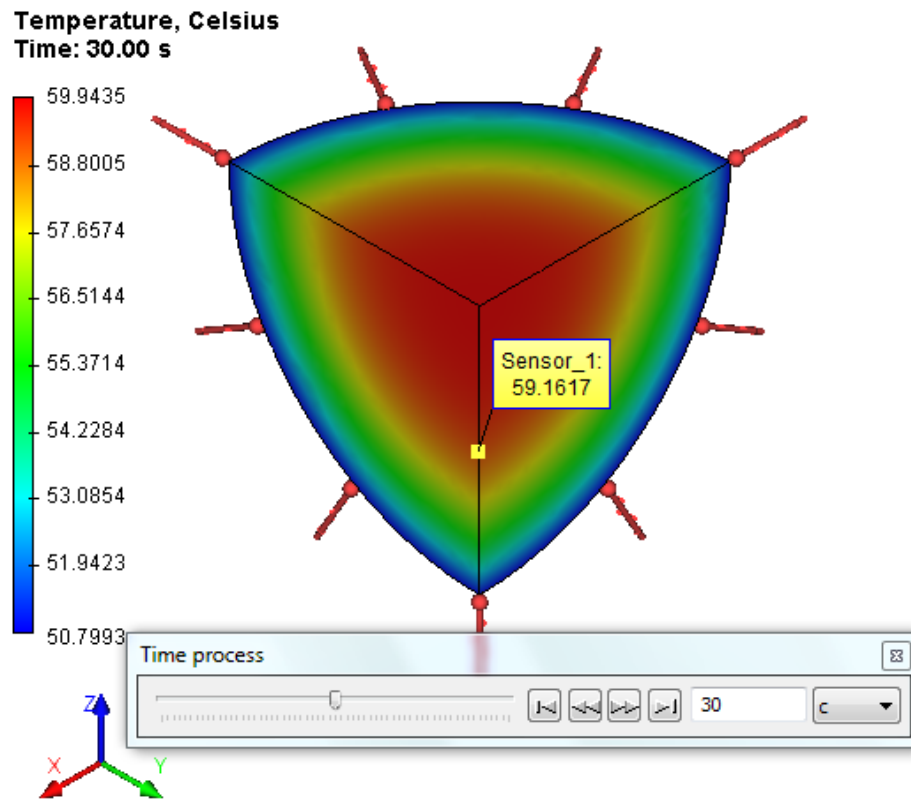 Temperature, Celsius
Time: 30.00 s
59.9435
58.8005
57.6574
56.5144
55.3714
54.2284
53.0854
51.9423
50.7993
Sensor_1:
59.1617
Time process
30
c
Z
X
Y